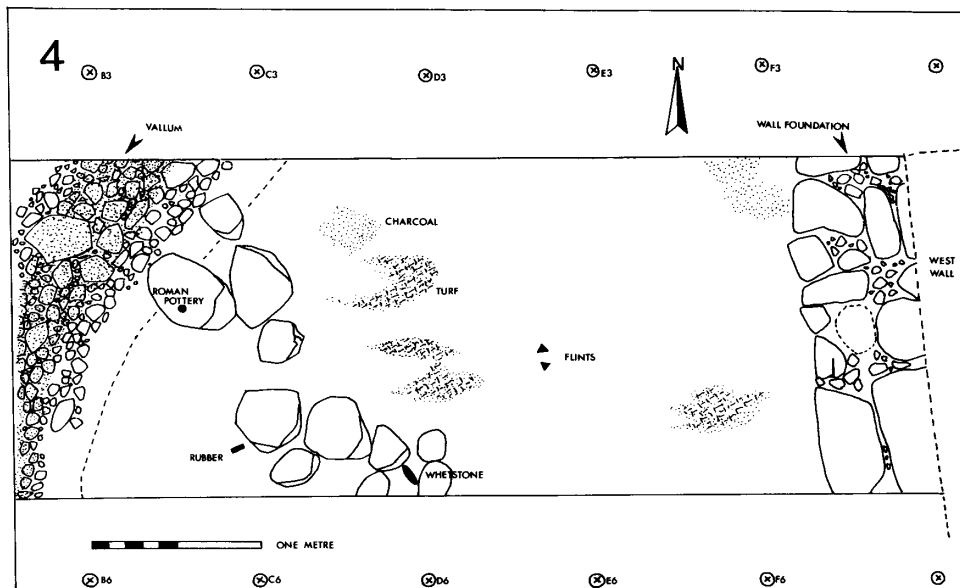 4
B3
C3
D3
E3
N
F3
VALLUM
WALL FOUNDATION
CHARCOAL
WEST
WALL
ROMAN
POTTERY
TURF
FLINTS
RUBBER
WHETSTONE
ONE METRE
B6
C6
D6
E6
F6